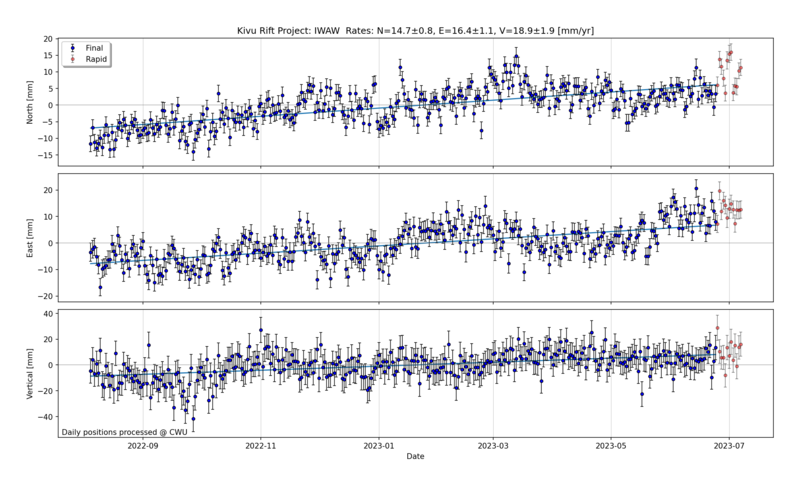 Kivu Rift Project: IWAW Rates: N=14.7±0.8, E=16.4±1.1, V=18.9±1.9 [mm/yr]
Final
Rapid
North [mm]
20
15
10
5
0
−5
−10
−15
East [mm]
20
10
0
−10
−20
Vertical [mm]
40
20
0
−20
−40
Daily positions processed @ CWU
2022-09 2022-11 2023-01 2023-03 2023-05 2023-07
Date